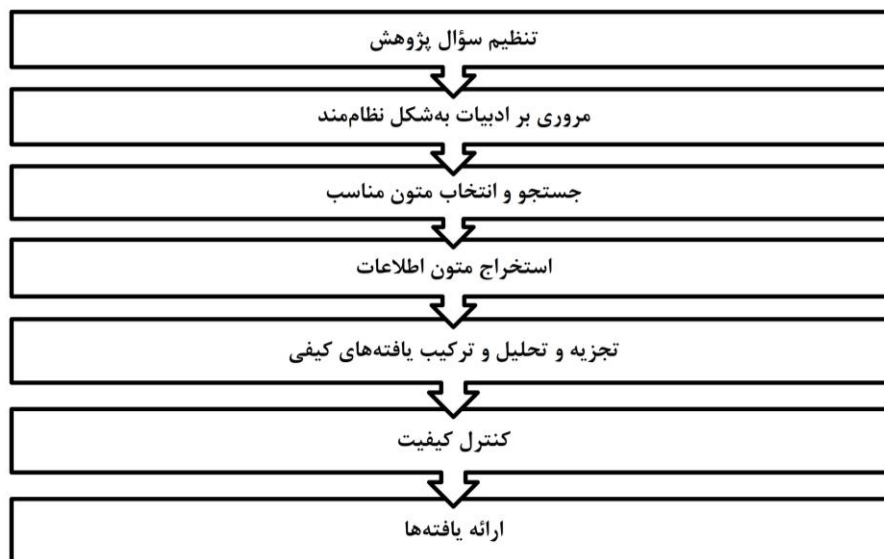 تنظیم سؤال پژوهش
مروری بر ادبیات به‌شکل نظام‌مند
جستجو و انتخاب متون مناسب
استخراج متون اطلاعات
تجزیه و تحلیل و ترکیب یافته‌های کیفی
کنترل کیفیت
ارائه یافته‌ها